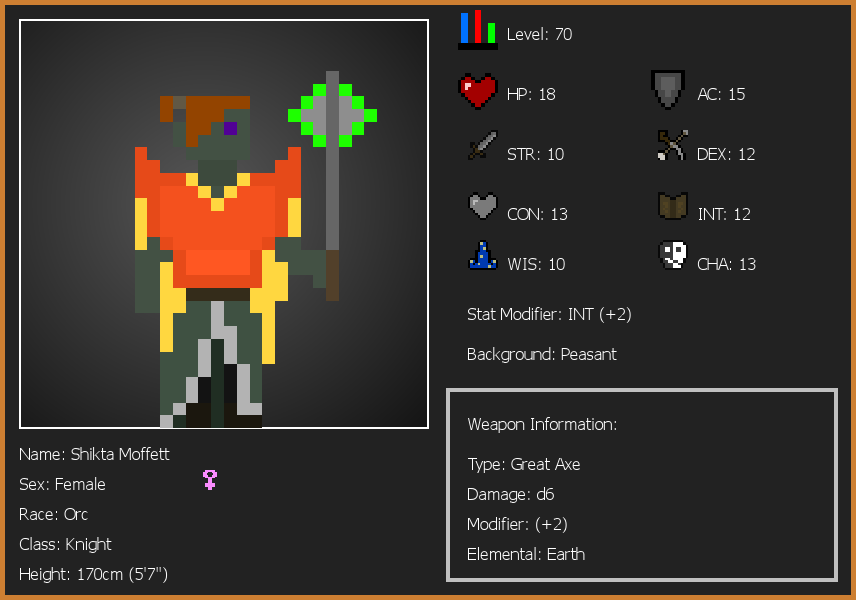 Level: 70
HP: 18
AC: 15
STR: 10
DEX: 12
CON: 13
INT: 12
WIS: 10
CHA: 13
Stat Modifier: INT (+2)
Background: Peasant
Weapon Information:
Type: Great Axe
Damage: d6
Modifier: (+2)
Elemental: Earth
Name: Shikta Moffett
Sex: Female
Race: Orc
Class: Knight
Height: 170cm (5'7")